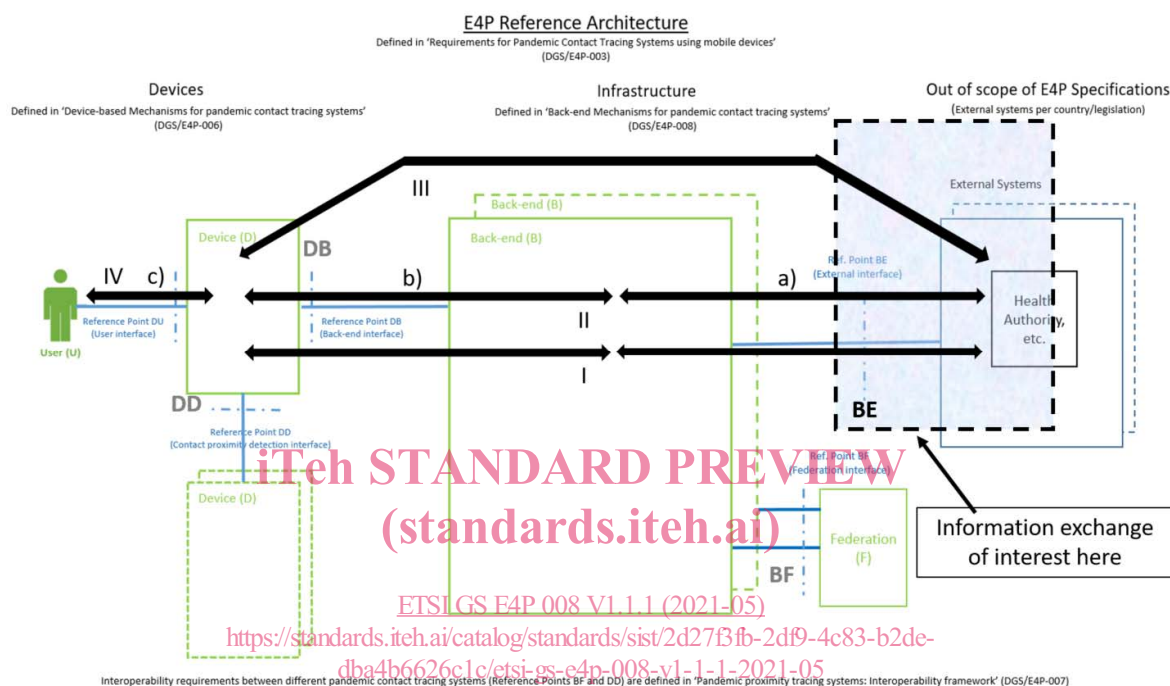 E4P Reference Architecture
Defined in 'Requirements for Pandemic Contact Tracing Systems using mobile devices'
(DGS/E4P-003)
Devices
Defined in 'Device-based Mechanisms for pandemic contact tracing systems'
(DGS/E4P-006)
Infrastructure
Defined in 'Back-end Mechanisms for pandemic contact tracing systems'
(DGS/E4P-008)
Out of scope of E4P Specifications
(External systems per country/legislation)
III
External Systems
Back-end (B)
Device (D)
DB
Back-end (B)
Ref. Point BE
(External interface)
IV
c)
b)
a)
Health
Authority,
etc.
Reference Point DU
(User interface)
Reference Point DB
(Back-end interface)
II
User (U)
I
DD
BE
Reference Point DD
(Contact proximity detection interface)
Ref. Point BF
(Federation interface)
iTeh STANDARD PREVIEW
(standards.iteh.ai)
Device (D)
Federation
(F)
BF
Information exchange
of interest here
ETSI GS E4P 008 V1.1.1 (2021-05)
https://standards.iteh.ai/catalog/standards/sist/2d27f3fb-2df9-4c83-b2de-
dba4b6626c1c/etsi-gs-e4p-008-v1-1-1-2021-05
Interoperability requirements between different pandemic contact tracing systems (Reference Points BF and DD) are defined in 'Pandemic proximity tracing systems: Interoperability framework' (DGS/E4P-007)